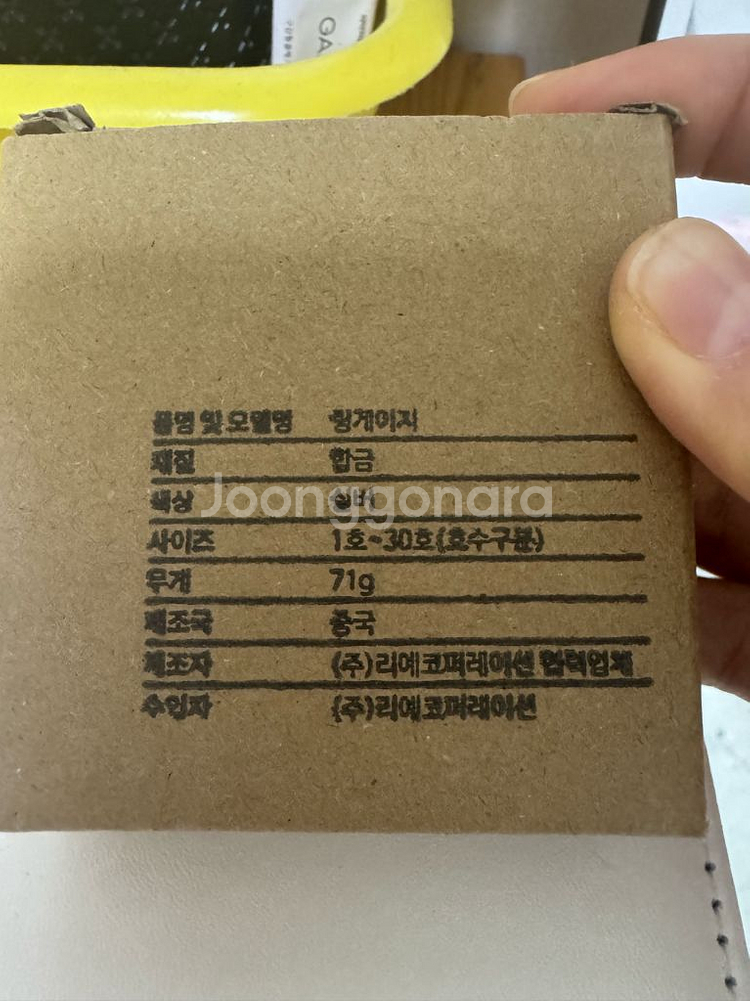 GA
품명 및 모델명 링게이지
재질 합금
색상 실버
Joonggonara
사이즈 1호~30호(호수구분)
무게 71g
제조국 중국
제조자 (주)리에코퍼레이션 협력업체
수입자 (주)리에코퍼레이션